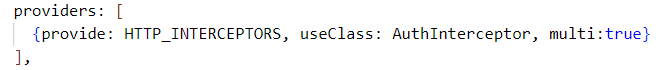 providers: [
  {provide: HTTP_INTERCEPTORS, useClass: AuthInterceptor, multi:true}
],